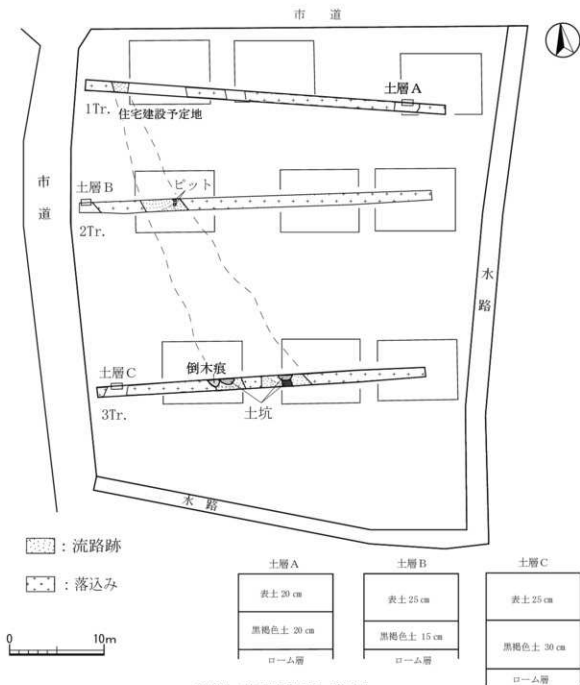 市 道
土層A
1Tr.
住宅建設予定地
市道
土層B
ピット
2Tr.
水路
土層C
倒木痕
3Tr.
土坑
水路
：流路跡
：落込み
0 10m
土層A
表土 20 ㎝
黒褐色土 20 ㎝
ローム層
土層B
表土 25 ㎝
黒褐色土 15 ㎝
ローム層
土層C
表土 25 ㎝
黒褐色土 30 ㎝
ローム層